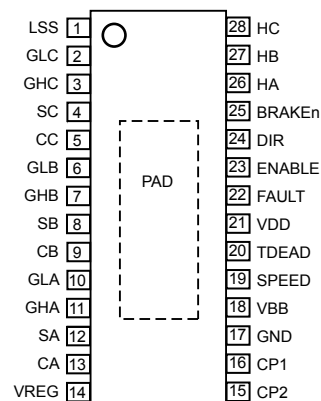 LSS 1
GLC 2
GHC 3
SC 4
CC 5
GLB 6
GHB 7
SB 8
CB 9
GLA 10
GHA 11
SA 12
CA 13
VREG 14
PAD
28 HC
27 HB
26 HA
25 BRAKEn
24 DIR
23 ENABLE
22 FAULT
21 VDD
20 TDEAD
19 SPEED
18 VBB
17 GND
16 CP1
15 CP2